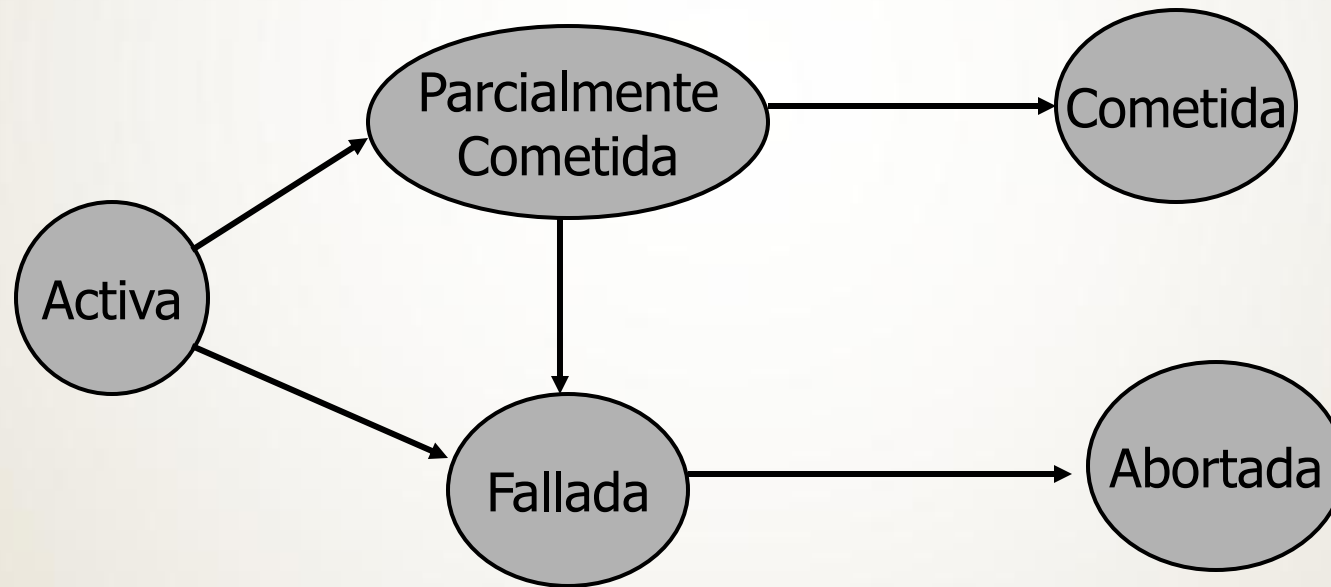 Parcialmente
Cometida
Cometida
Activa
Fallada
Abortada